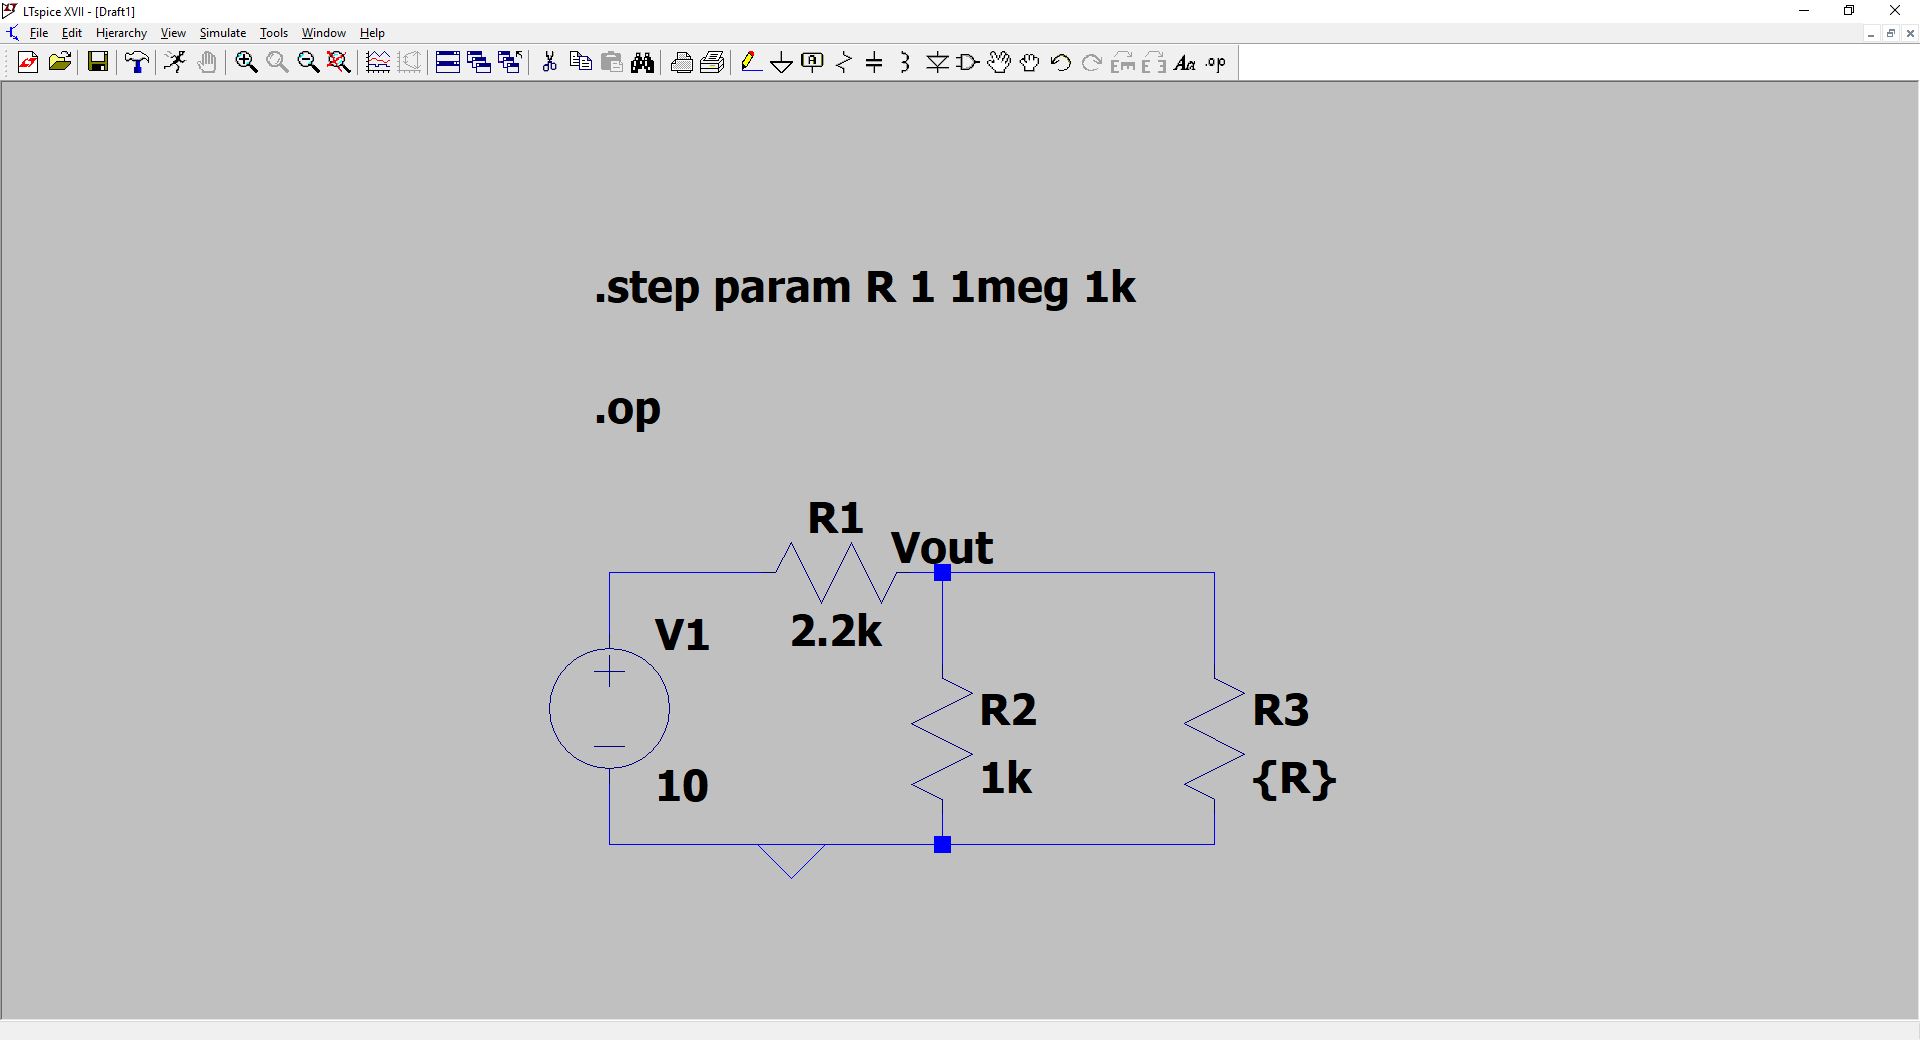 LTspice XVII - [Draft1]
File Edit Hierarchy View Simulate Tools Window Help
.op
.step param R 1 1meg 1k
.op
R1
Vout
V1
2.2k
R2
R3
10
1k
{R}